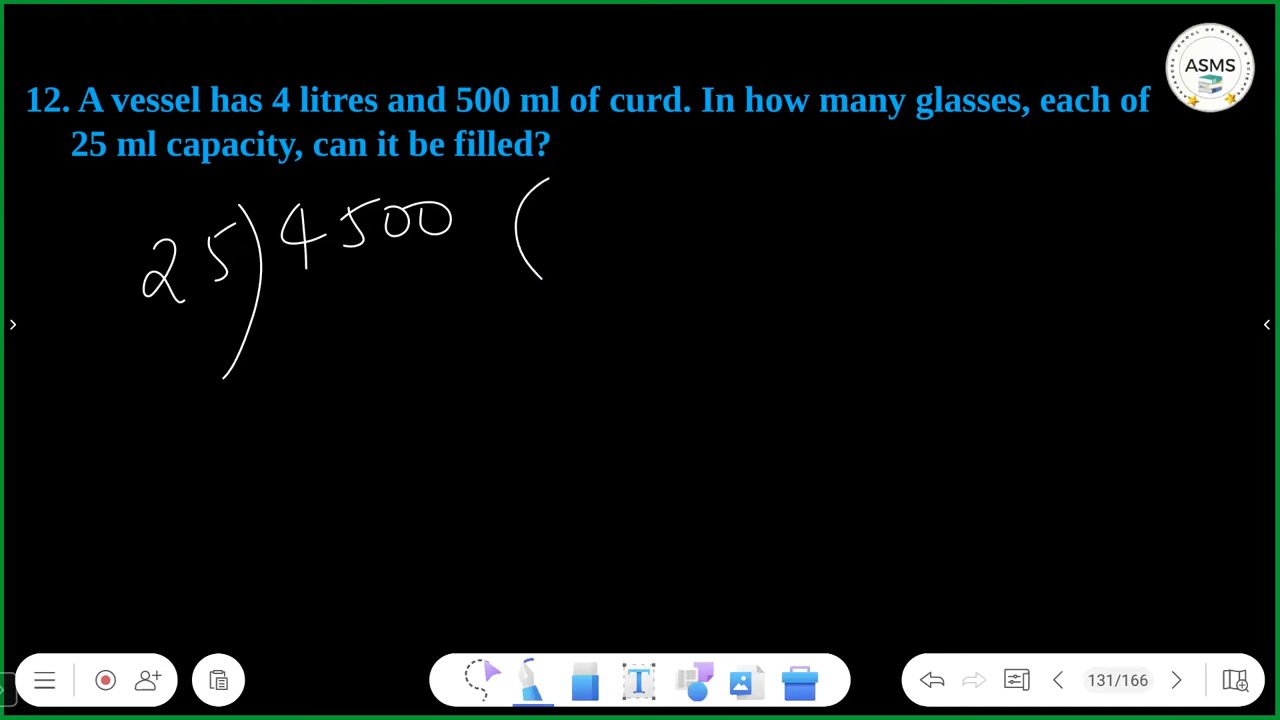 ASMS
12. A vessel has 4 litres and 500 ml of curd. In how many glasses, each of
25 ml capacity, can it be filled?
25)4500(
131/166